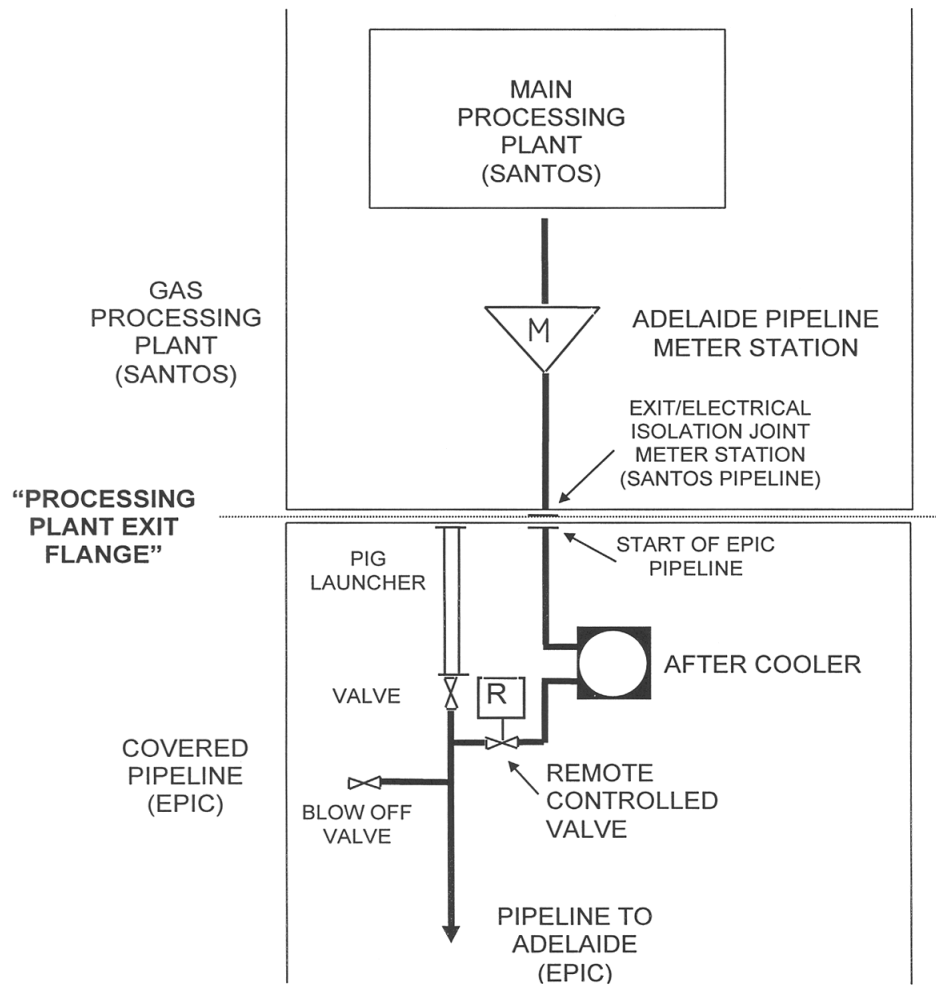 MAIN
PROCESSING
PLANT
(SANTOS)
GAS
PROCESSING
PLANT
(SANTOS)
M
ADELAIDE PIPELINE
METER STATION
EXIT/ELECTRICAL
ISOLATION JOINT
METER STATION
(SANTOS PIPELINE)
“PROCESSING
PLANT EXIT
FLANGE”
START OF EPIC
PIPELINE
PIG
LAUNCHER
AFTER COOLER
VALVE
R
COVERED
PIPELINE
(EPIC)
REMOTE
CONTROLLED
VALVE
BLOW OFF
VALVE
PIPELINE TO
ADELAIDE
(EPIC)